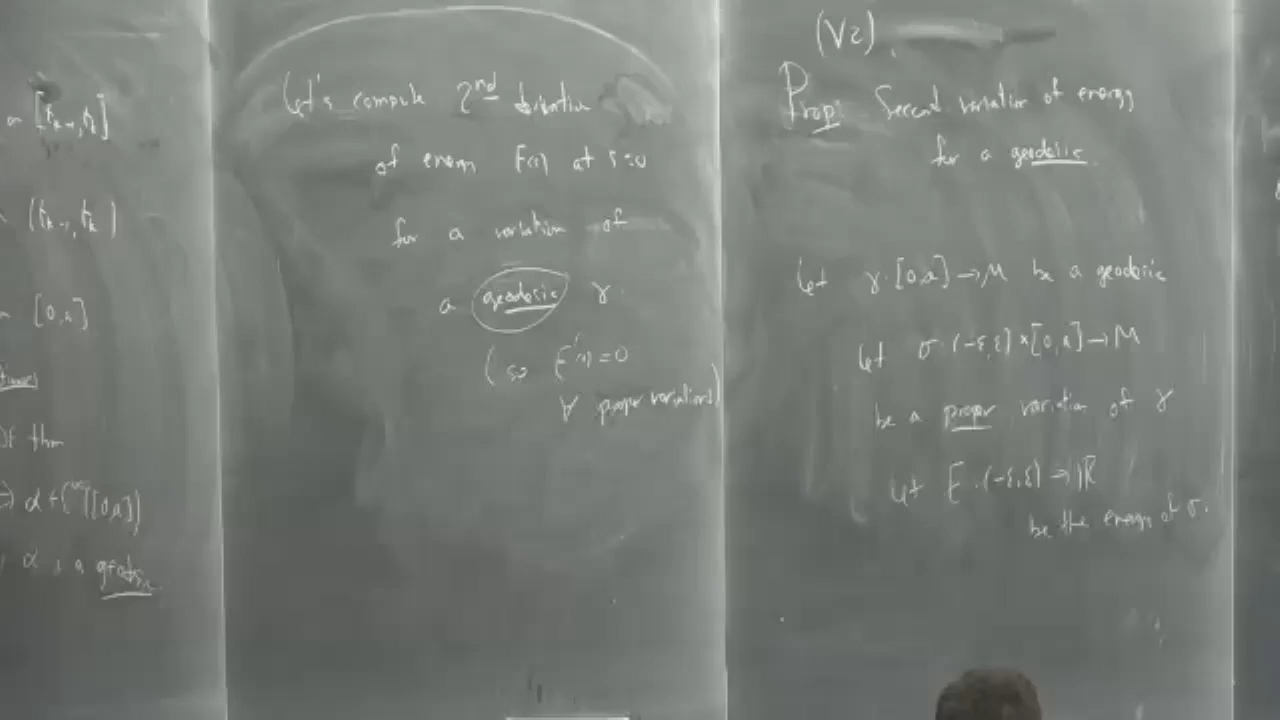 on [t_{k-1}, t_k]
(t_{k-1}, t_k)
[0,a]
of thm
α is a geodesic
Let's compute 2nd derivative
of energy E(s) at s=0
for a variation of
a geodesic γ.
(so E'(0)=0
∀ proper variations)
(V2).
Prop: Second variation of energy
for a geodesic.
Let γ: [0,a] → M be a geodesic
Let σ: (-ε,ε) × [0,a] → M
be a proper variation of γ
Let E: (-ε,ε) → ℝ
be the energy of σ.